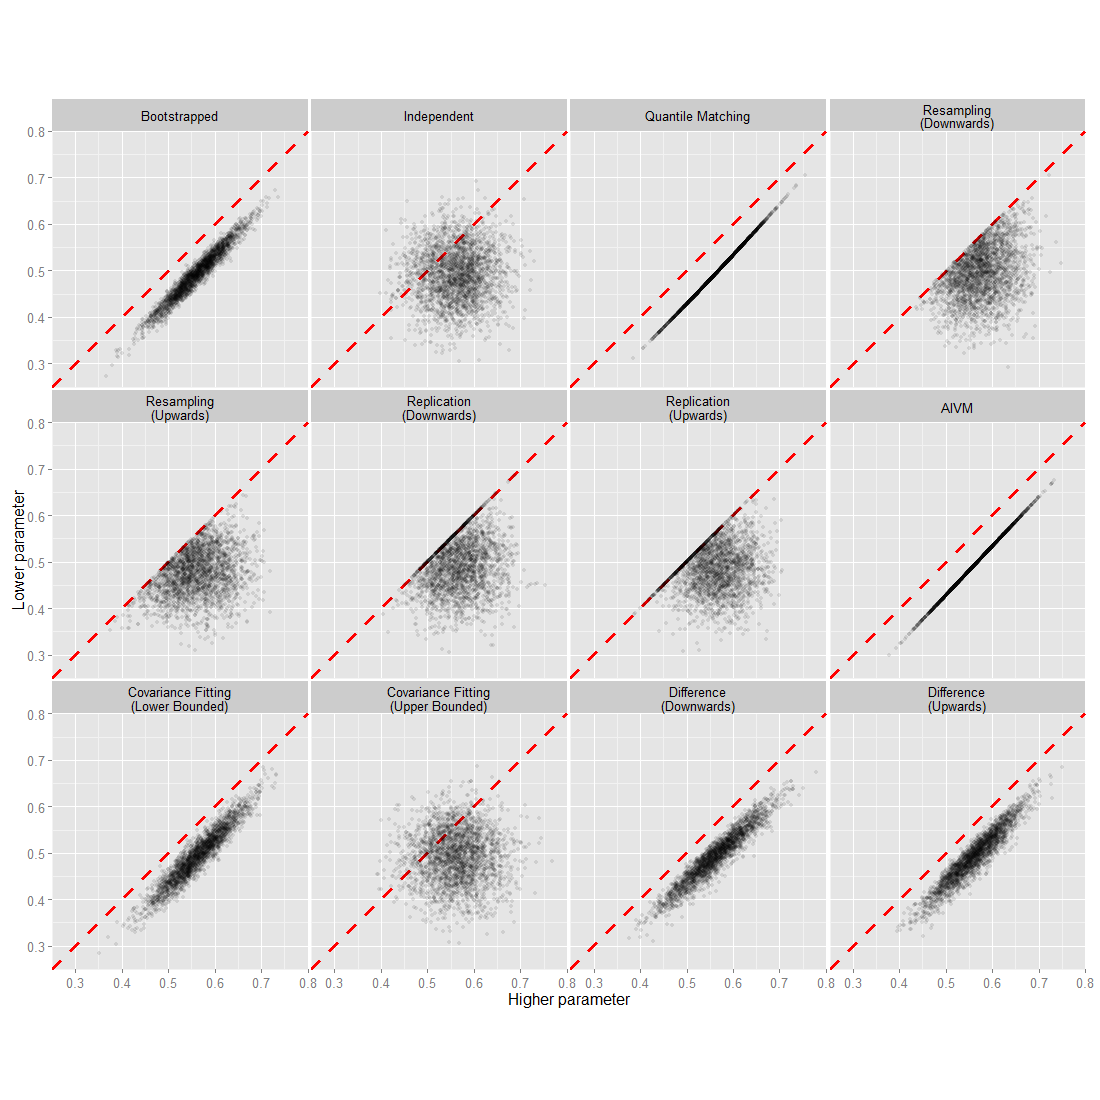 Bootstrapped
Independent
Quantile Matching
Resampling
(Downwards)
0.8
0.7
0.6
0.5
0.4
0.3
Resampling
(Upwards)
Replication
(Downwards)
Replication
(Upwards)
AIVM
0.8
0.7
0.6
0.5
0.4
0.3
Lower parameter
Covariance Fitting
(Lower Bounded)
Covariance Fitting
(Upper Bounded)
Difference
(Downwards)
Difference
(Upwards)
0.8
0.7
0.6
0.5
0.4
0.3
0.3 0.4 0.5 0.6 0.7 0.8 0.3 0.4 0.5 0.6 0.7 0.8 0.3 0.4 0.5 0.6 0.7 0.8 0.3 0.4 0.5 0.6 0.7 0.8
Higher parameter